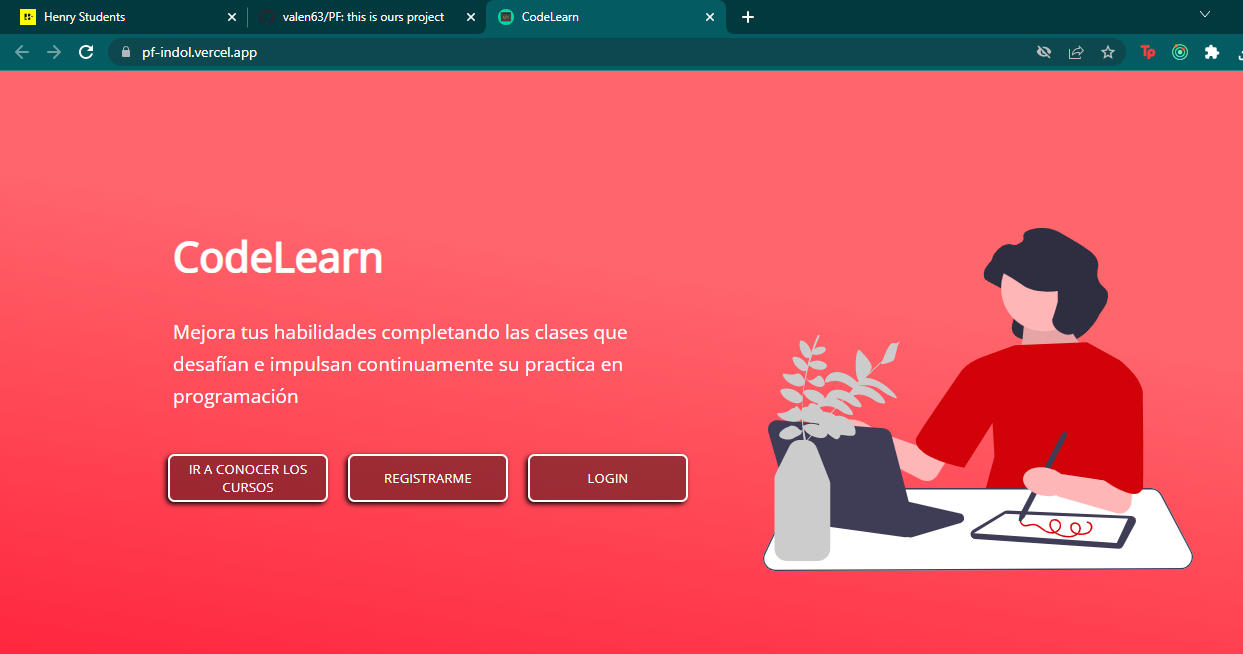 Henry Students
valen63/PF: this is ours project
CodeLearn
pf-indol.vercel.app
Tp
CodeLearn
Mejora tus habilidades completando las clases que
desafían e impulsan continuamente su practica en
programación
IR A CONOCER LOS
CURSOS
REGISTRARME
LOGIN